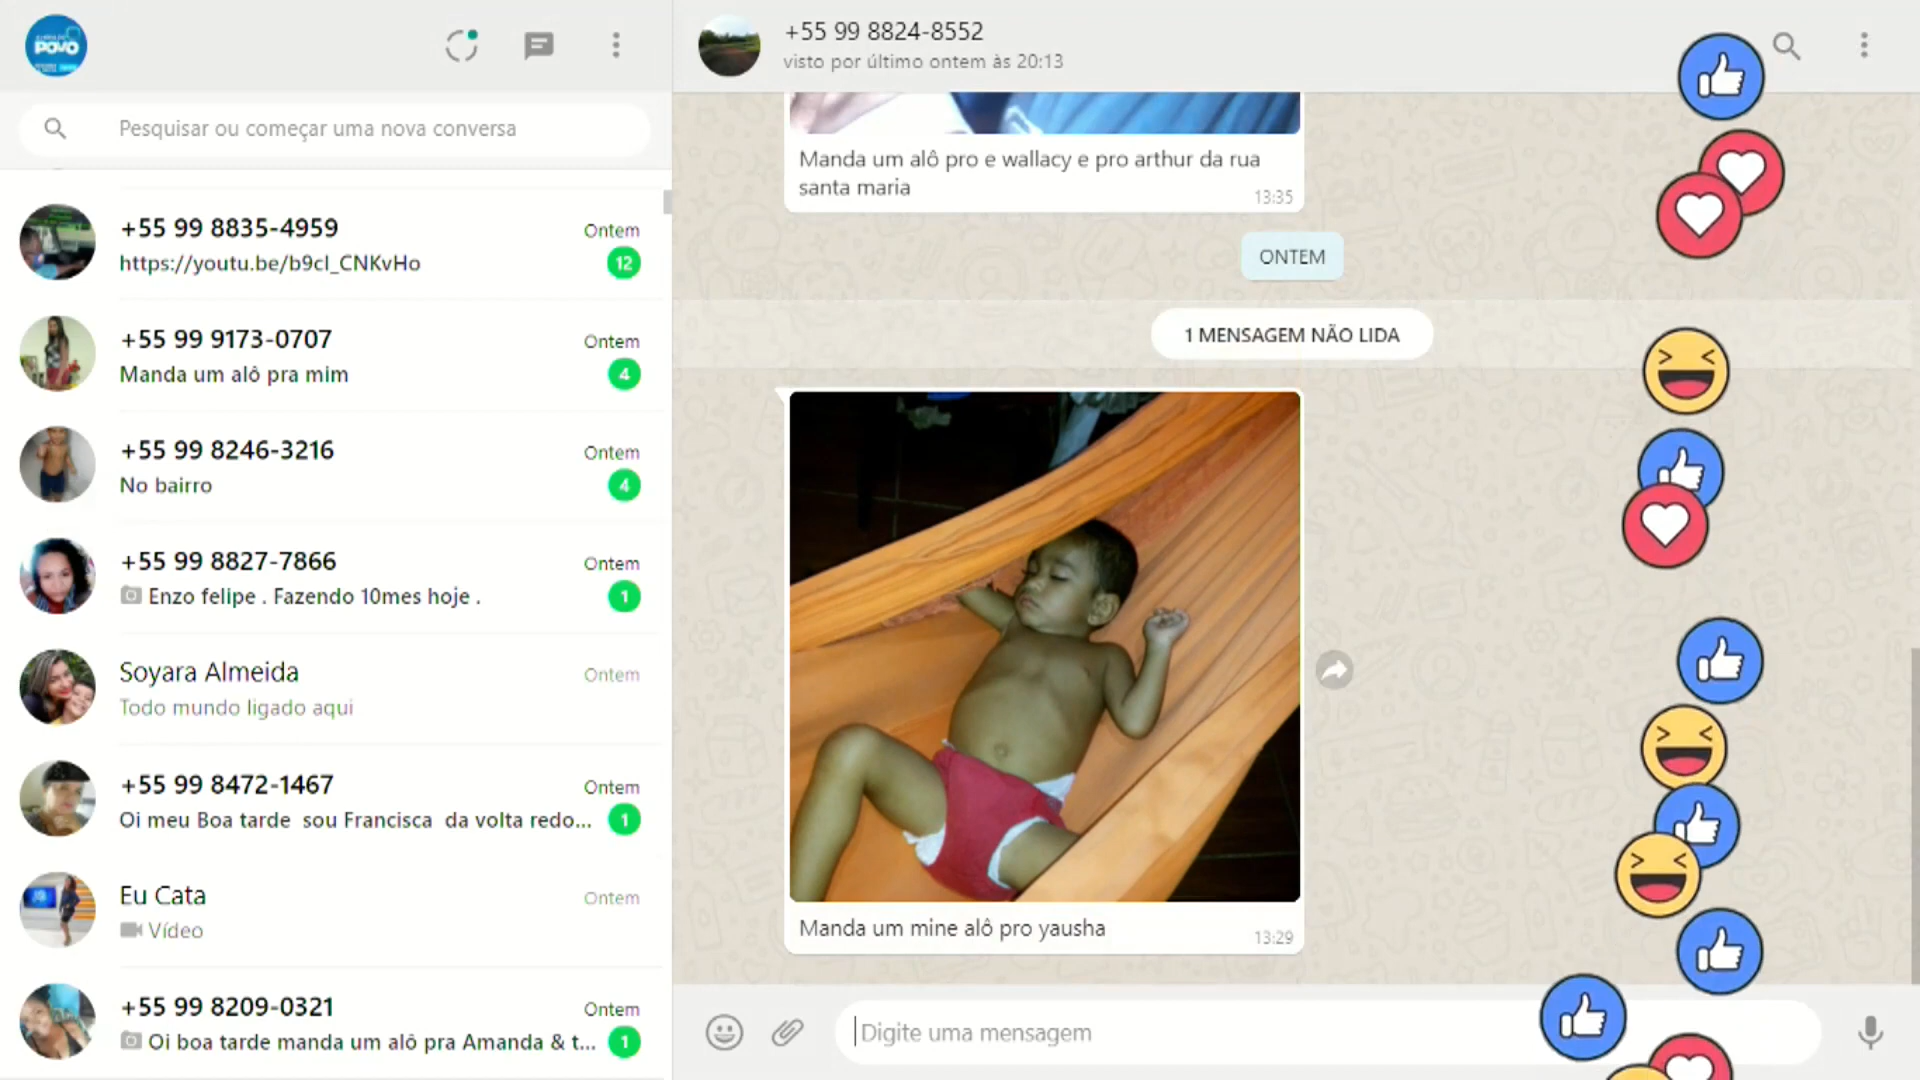 POVO
Pesquisar ou começar uma nova conversa
+55 99 8835-4959
Ontem
https://youtu.be/b9cl_CNKvHo
12
+55 99 9173-0707
Ontem
Manda um alô pra mim
4
+55 99 8246-3216
Ontem
No bairro
4
+55 99 8827-7866
Ontem
Enzo felipe . Fazendo 10mes hoje .
1
Soyara Almeida
Ontem
Todo mundo ligado aqui
+55 99 8472-1467
Ontem
Oi meu Boa tarde sou Francisca da volta redo...
1
Eu Cata
Ontem
Vídeo
+55 99 8209-0321
Ontem
Oi boa tarde manda um alô pra Amanda & t...
1
+55 99 8824-8552
visto por último ontem às 20:13
Manda um alô pro e wallacy e pro arthur da rua
santa maria
13:35
ONTEM
1 MENSAGEM NÃO LIDA
Manda um mine alô pro yausha
13:29
Digite uma mensagem